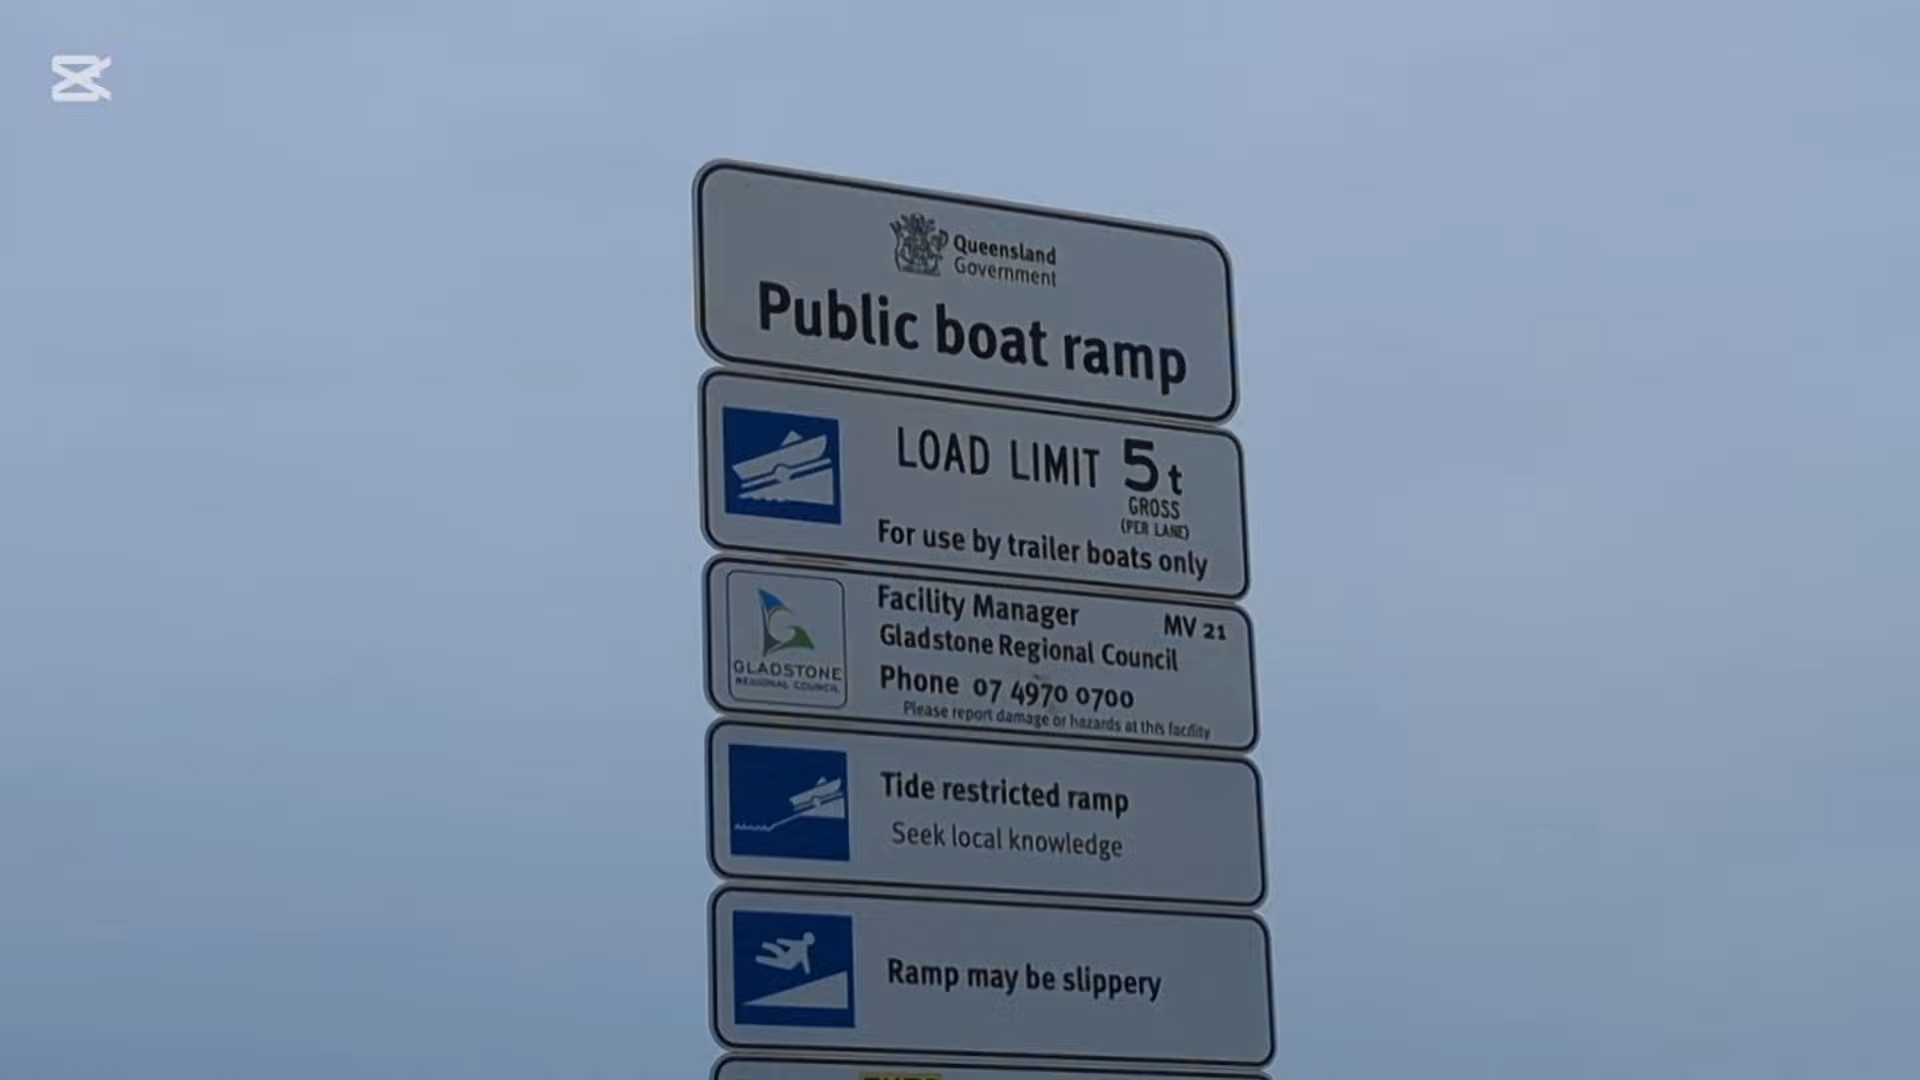 Queensland
Government
Public boat ramp
LOAD LIMIT 5t
GROSS
(PER LANE)
For use by trailer boats only
GLADSTONE
REGIONAL COUNCIL
Facility Manager MV 21
Gladstone Regional Council
Phone 07 4970 0700
Please report damage or hazards at this facility
Tide restricted ramp
Seek local knowledge
Ramp may be slippery